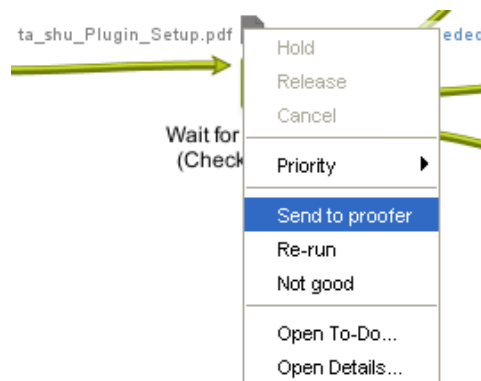 ta_shu_Plugin_Setup.pdf
eded
Hold
Release
Cancel
Wait for
(Check
Priority
Send to proofer
Re-run
Not good
Open To-Do...
Open Details...